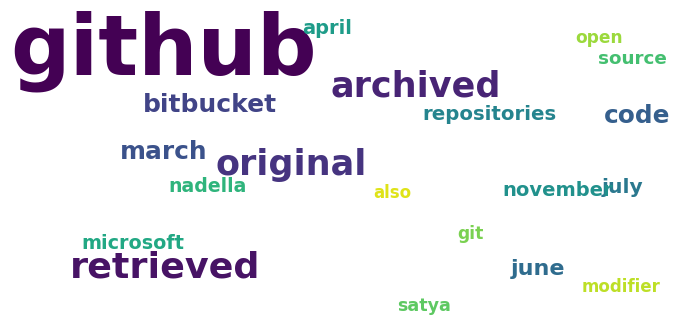 april
github
open
source
archived
bitbucket
repositories
code
march
original
nadella
also
november
july
git
microsoft
retrieved
june
modifier
satya